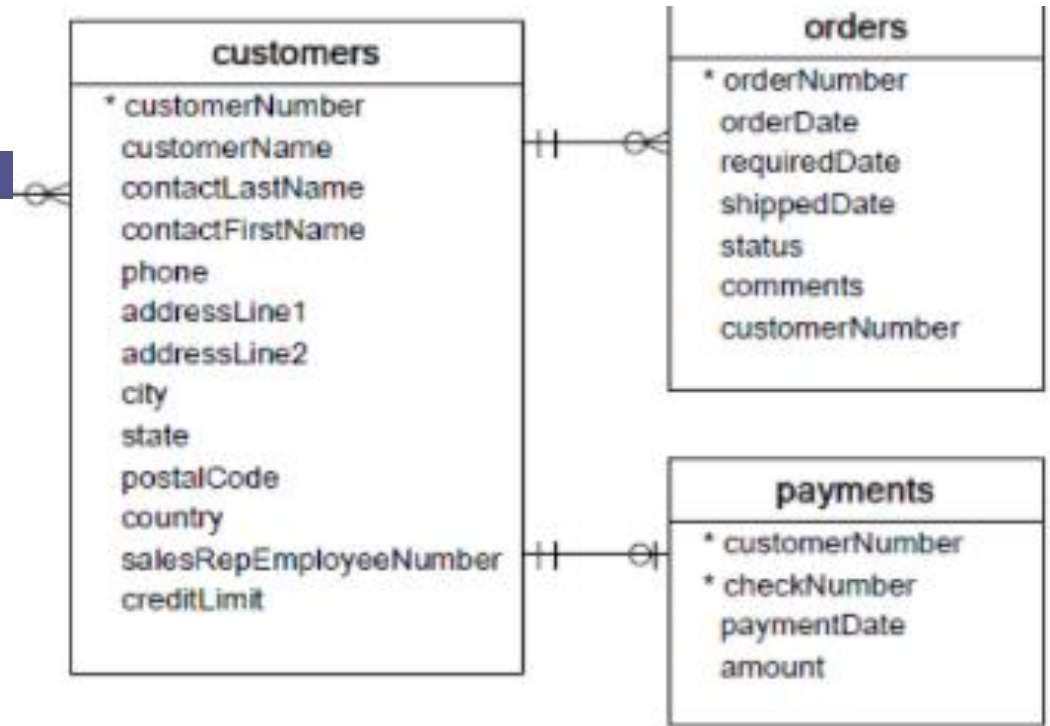 customers
* customerNumber
customerName
contactLastName
contactFirstName
phone
addressLine1
addressLine2
city
state
postalCode
country
salesRepEmployeeNumber
creditLimit
orders
* orderNumber
orderDate
requiredDate
shippedDate
status
comments
customerNumber
payments
* customerNumber
* checkNumber
paymentDate
amount